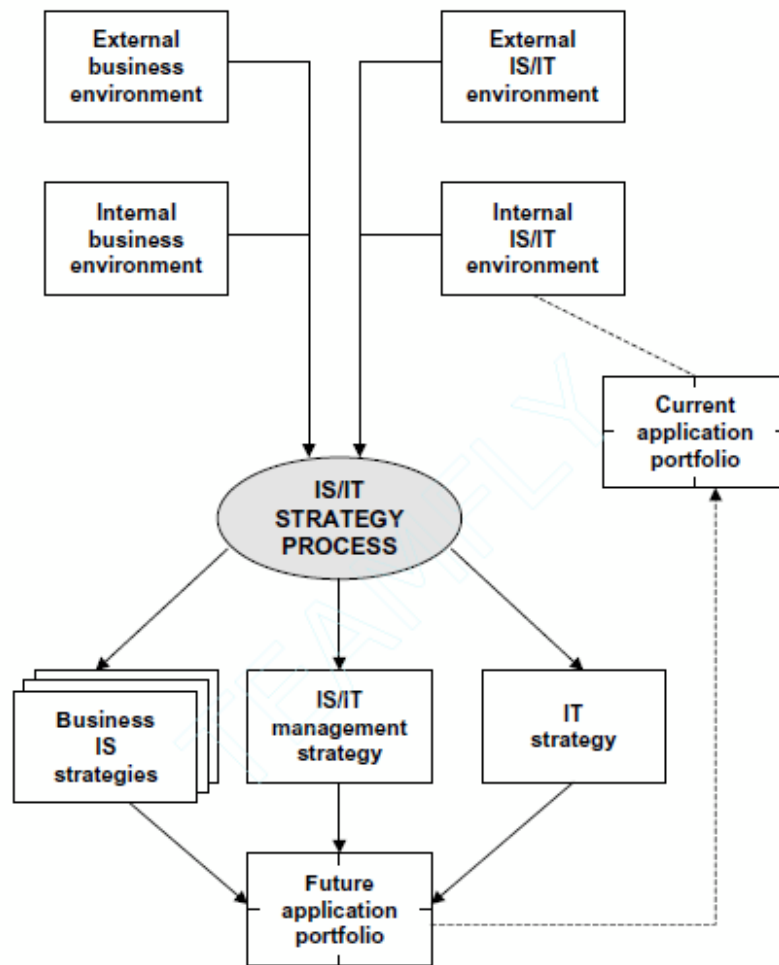 External
business
environment
External
IS/IT
environment
Internal
business
environment
Internal
IS/IT
environment
Current
application
portfolio
IS/IT
STRATEGY
PROCESS
Business
IS
strategies
IS/IT
management
strategy
IT
strategy
Future
application
portfolio
TEAMFLY